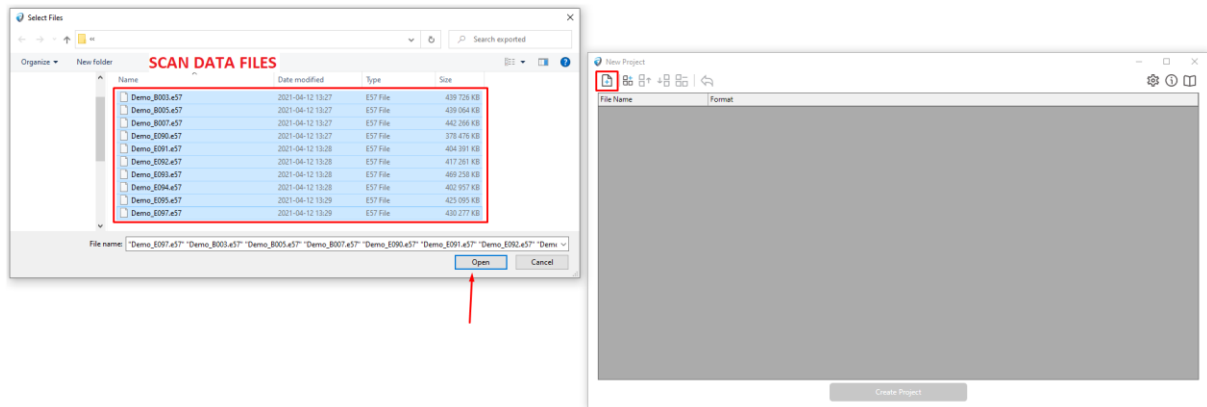 Select Files
Search exported
Organize
New folder
SCAN DATA FILES
Name Date modified Type Size
Demo_B003.e57 2021-04-12 13:27 E57 File 439 726 KB
Demo_B005.e57 2021-04-12 13:27 E57 File 439 064 KB
Demo_B007.e57 2021-04-12 13:27 E57 File 442 266 KB
Demo_E090.e57 2021-04-12 13:27 E57 File 378 476 KB
Demo_E091.e57 2021-04-12 13:28 E57 File 404 391 KB
Demo_E092.e57 2021-04-12 13:28 E57 File 417 261 KB
Demo_E093.e57 2021-04-12 13:28 E57 File 469 258 KB
Demo_E094.e57 2021-04-12 13:28 E57 File 402 957 KB
Demo_E095.e57 2021-04-12 13:29 E57 File 425 095 KB
Demo_E097.e57 2021-04-12 13:29 E57 File 430 277 KB
File name: "Demo_E097.e57" "Demo_B003.e57" "Demo_B005.e57" "Demo_B007.e57" "Demo_E090.e57" "Demo_E091.e57" "Demo_E092.e57" "Demo
Open Cancel
New Project
File Name Format
Create Project